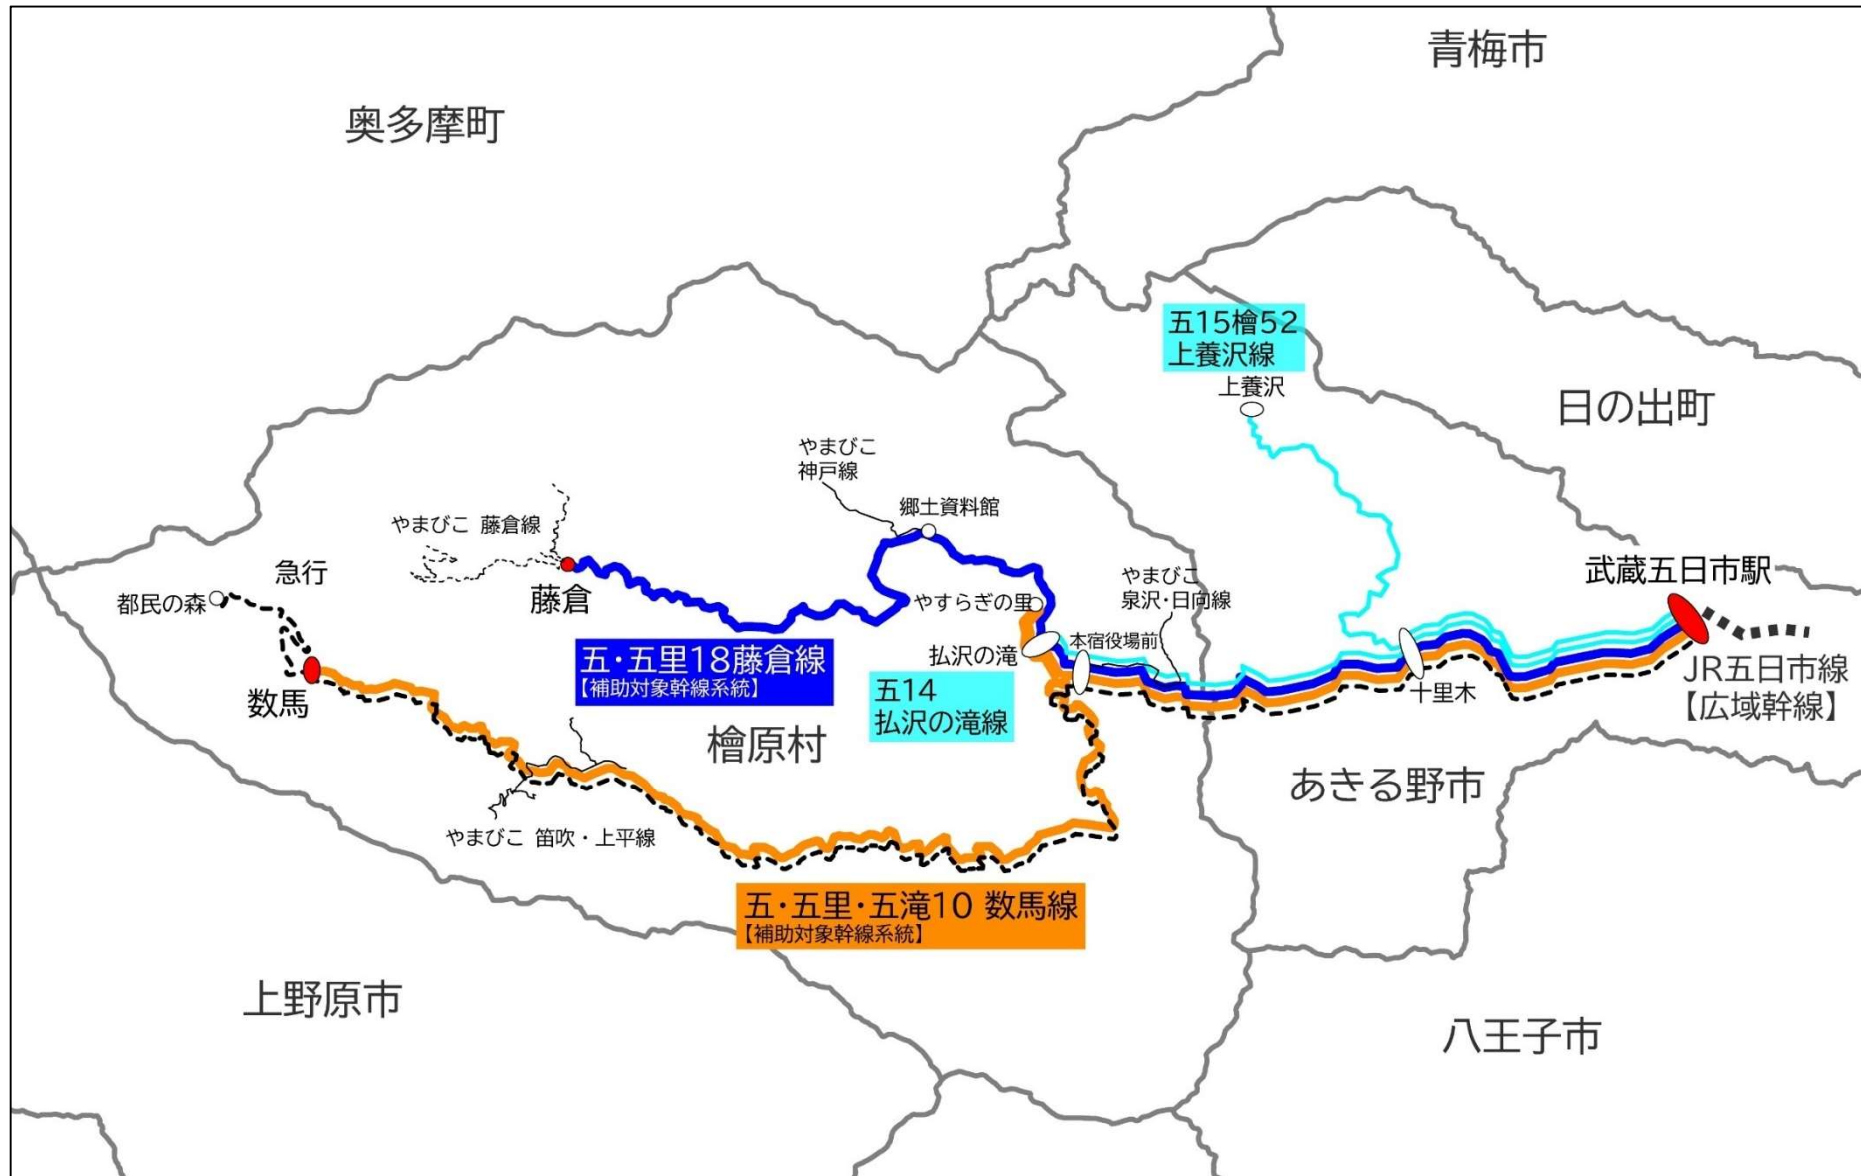 青梅市
奥多摩町
五15檜52
上養沢線
上養沢
日の出町
やまびこ
神戸線
郷土資料館
やまびこ 藤倉線
急行
都民の森
藤倉
やすらぎの里
やまびこ
泉沢・日向線
武蔵五日市駅
本宿役場前
払沢の滝
五・五里18藤倉線
【補助対象幹線系統】
数馬
五14
払沢の滝線
十里木
JR五日市線
【広域幹線】
檜原村
あきる野市
やまびこ 笛吹・上平線
五・五里・五滝10 数馬線
【補助対象幹線系統】
上野原市
八王子市